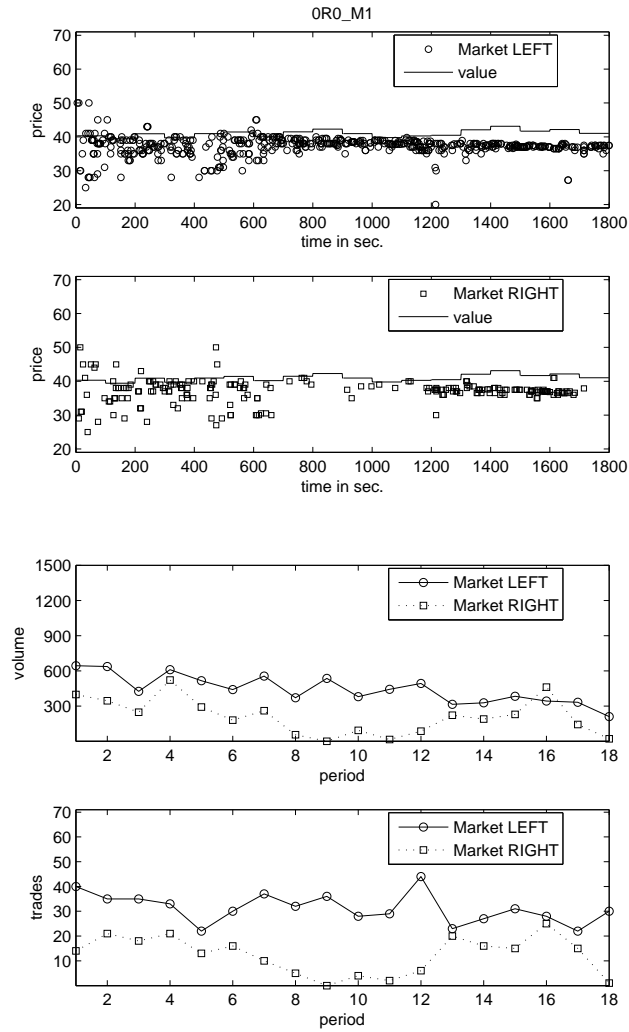 0R0_M1
70
60
50
40
30
20
price
Market LEFT
value
0 200 400 600 800 1000 1200 1400 1600 1800
time in sec.
70
60
50
40
30
20
price
Market RIGHT
value
0 200 400 600 800 1000 1200 1400 1600 1800
time in sec.
1500
1200
900
600
300
volume
Market LEFT
Market RIGHT
2 4 6 8 10 12 14 16 18
period
70
60
50
40
30
20
10
trades
Market LEFT
Market RIGHT
2 4 6 8 10 12 14 16 18
period